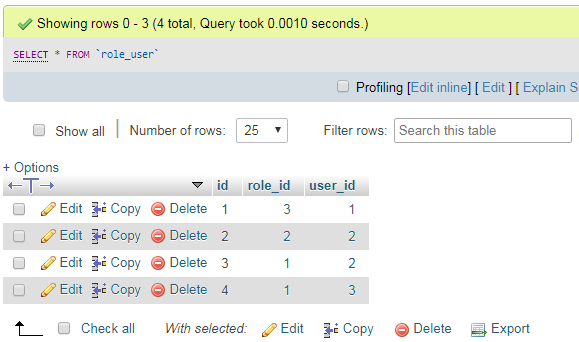 Showing rows 0 - 3 (4 total, Query took 0.0010 seconds.)
SELECT * FROM `role_user`
Profiling [Edit inline] [ Edit ] [ Explain S
Show all | Number of rows: 25 Filter rows: Search this table
+ Options
id role_id user_id
Edit Copy Delete 1 3 1
Edit Copy Delete 2 2 2
Edit Copy Delete 3 1 2
Edit Copy Delete 4 1 3
Check all With selected: Edit Copy Delete Export